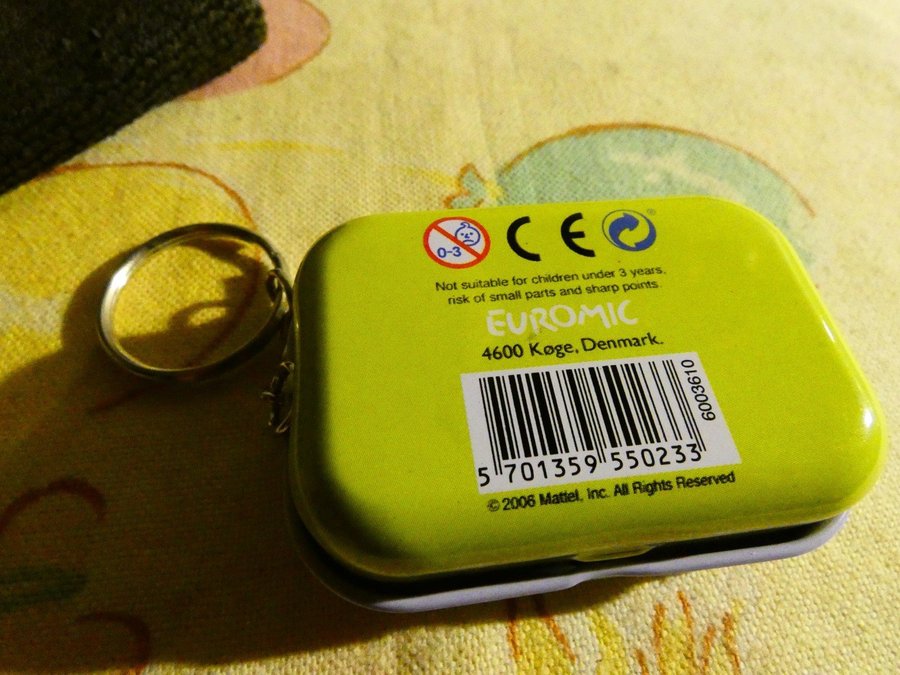 0-3 CE ®
Not suitable for children under 3 years,
risk of small parts and sharp points.
EUROMIC
4600 Køge, Denmark.
6003610
5 701359 550233
© 2006 Mattel, Inc. All Rights Reserved